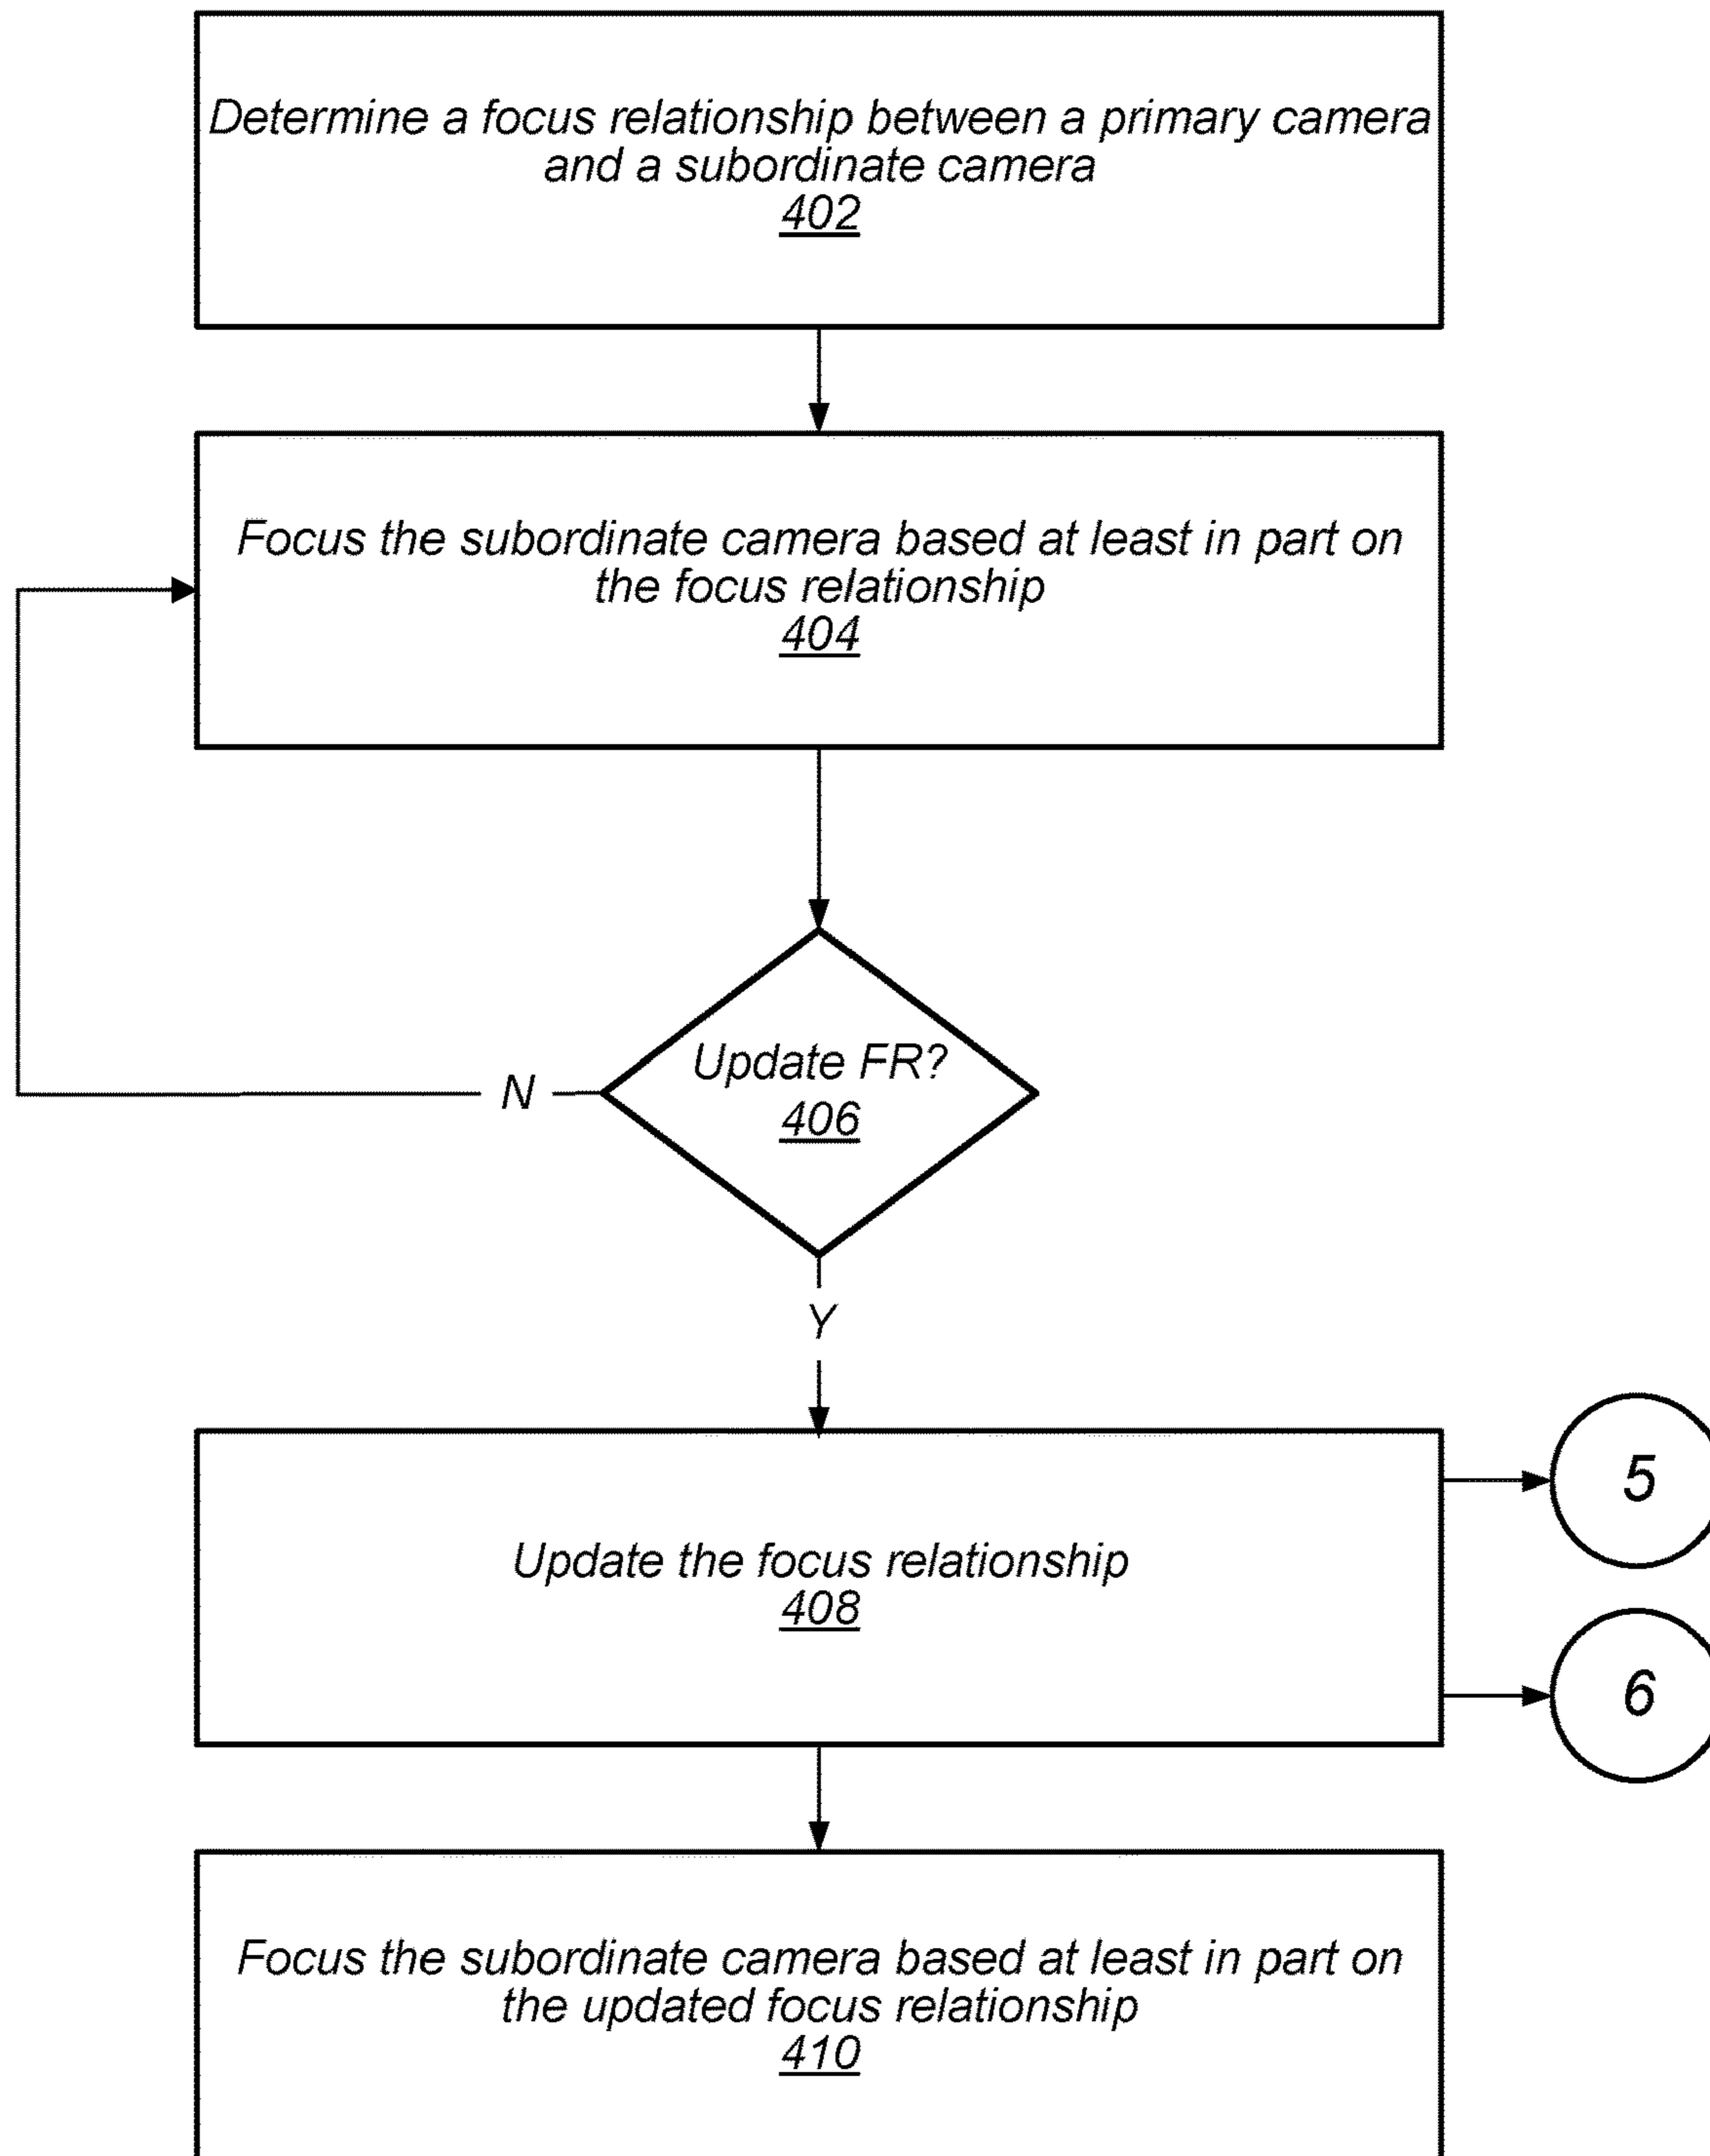 Determine a focus relationship between a primary camera
and a subordinate camera
402
Focus the subordinate camera based at least in part on
the focus relationship
404
Update FR?
406
N
Y
Update the focus relationship
408
5
6
Focus the subordinate camera based at least in part on
the updated focus relationship
410